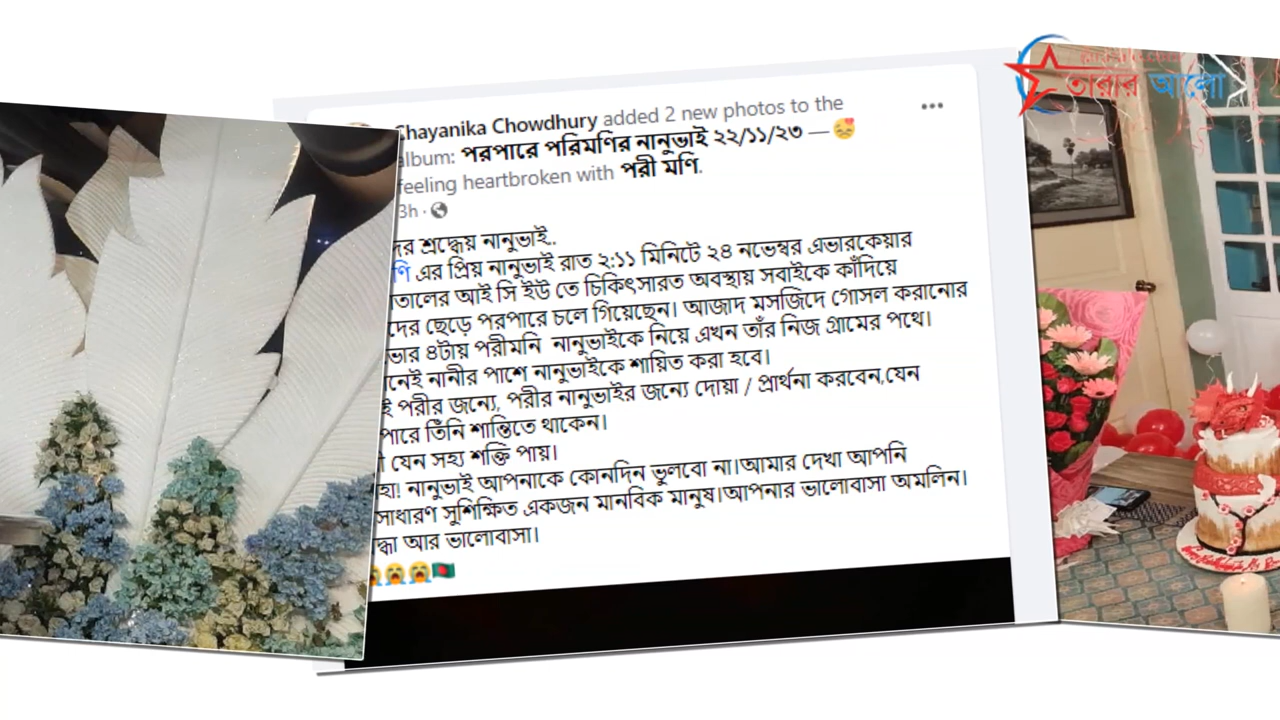 তারার আলো
Chayanika Chowdhury added 2 new photos to the
album: পরপারে পরিমণির নানুভাই ২২/১১/২৩ —
feeling heartbroken with পরী মণি.
3h
শ্রদ্ধেয় নানুভাই.
এর প্রিয় নানুভাই রাত ২:১১ মিনিটে ২৪ নভেম্বর এভারকেয়ার
আই সি ইউ তে চিকিৎসারত অবস্থায় সবাইকে কাঁদিয়ে
ছেড়ে পরপারে চলে গিয়েছেন। আজাদ মসজিদে গোসল করানোর
৪টায় পরীমনি নানুভাইকে নিয়ে এখন তাঁর নিজ গ্রামের পথে।
নানীর পাশে নানুভাইকে শায়িত করা হবে।
পরীর জন্যে, পরীর নানুভাইর জন্যে দোয়া / প্রার্থনা করবেন,যেন
তিঁনি শান্তিতে থাকেন।
যেন সহ্য শক্তি পায়।
নানুভাই আপনাকে কোনদিন ভুলবো না।আমার দেখা আপনি
সুশিক্ষিত একজন মানবিক মানুষ।আপনার ভালোবাসা অমলিন।
আর ভালোবাসা।